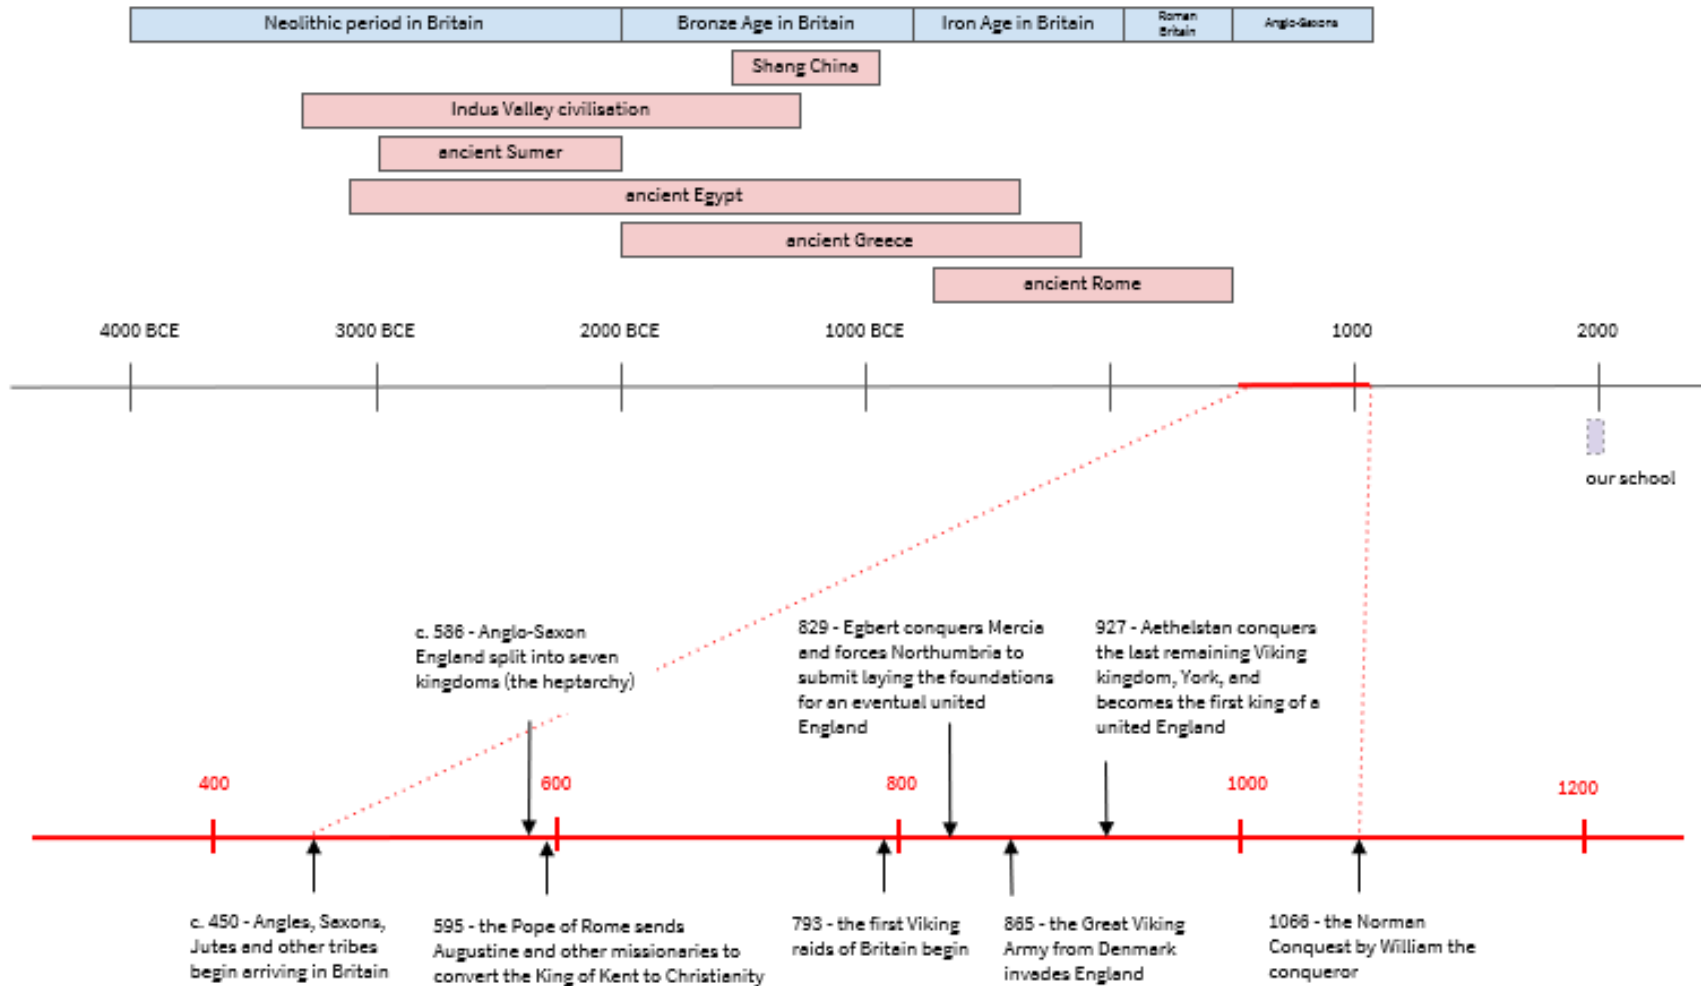 Neolithic period in Britain
Bronze Age in Britain
Iron Age in Britain
Roman
Britain
Anglo-Saxons
Shang China
Indus Valley civilisation
ancient Sumer
ancient Egypt
ancient Greece
ancient Rome
4000 BCE
3000 BCE
2000 BCE
1000 BCE
1000
2000
our school
c. 586 - Anglo-Saxon
England split into seven
kingdoms (the heptarchy)
829 - Egbert conquers Mercia
and forces Northumbria to
submit laying the foundations
for an eventual united
England
927 - Aethelstan conquers
the last remaining Viking
kingdom, York, and
becomes the first king of a
united England
400
600
800
1000
1200
c. 450 - Angles, Saxons,
Jutes and other tribes
begin arriving in Britain
595 - the Pope of Rome sends
Augustine and other missionaries to
convert the King of Kent to Christianity
793 - the first Viking
raids of Britain begin
865 - the Great Viking
Army from Denmark
invades England
1066 - the Norman
Conquest by William the
conqueror